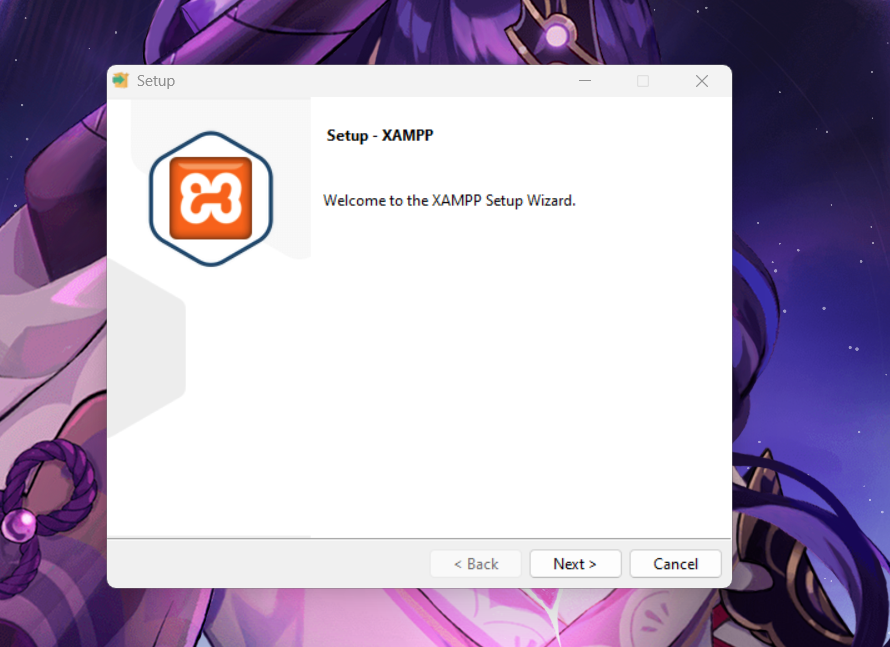 Setup
Setup - XAMPP
Welcome to the XAMPP Setup Wizard.
< Back
Next >
Cancel